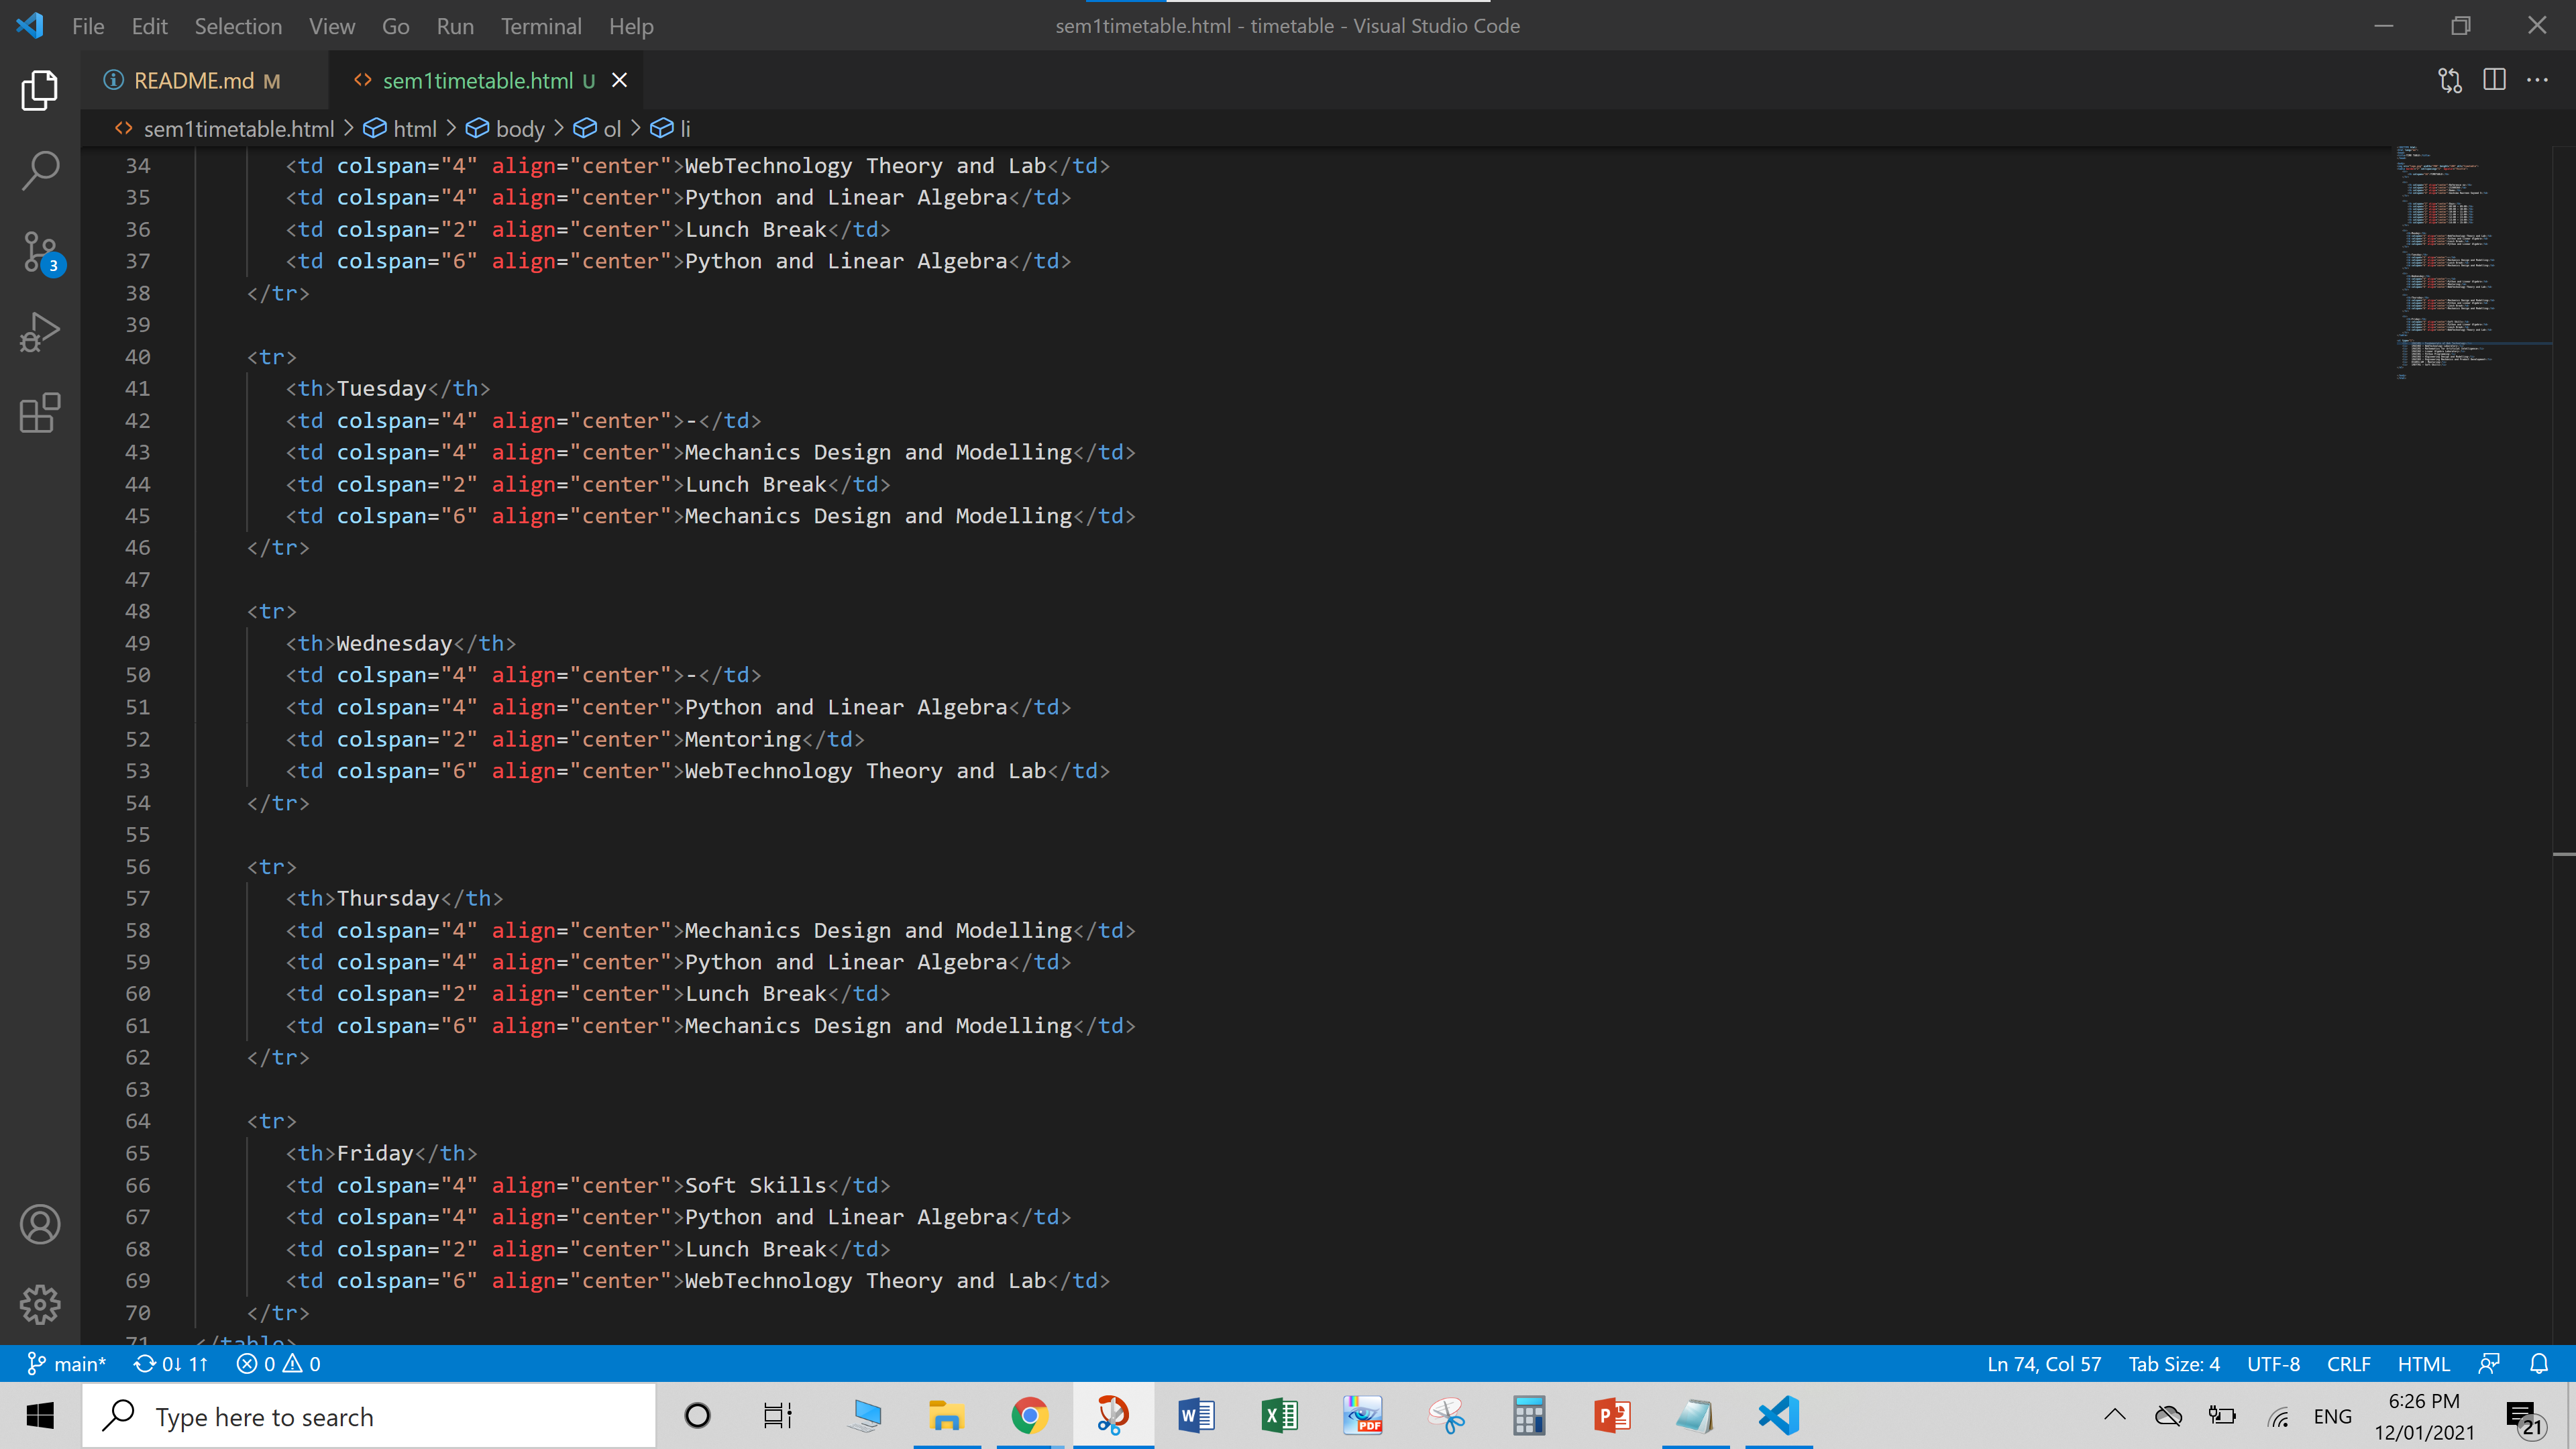 File Edit Selection View Go Run Terminal Help
sem1timetable.html - timetable - Visual Studio Code
README.md M
sem1timetable.html U
sem1timetable.html > html > body > ol > li
34 <td colspan="4" align="center">WebTechnology Theory and Lab</td>
35 <td colspan="4" align="center">Python and Linear Algebra</td>
36 <td colspan="2" align="center">Lunch Break</td>
37 <td colspan="6" align="center">Python and Linear Algebra</td>
38 </tr>
39
40 <tr>
41 <th>Tuesday</th>
42 <td colspan="4" align="center">-</td>
43 <td colspan="4" align="center">Mechanics Design and Modelling</td>
44 <td colspan="2" align="center">Lunch Break</td>
45 <td colspan="6" align="center">Mechanics Design and Modelling</td>
46 </tr>
47
48 <tr>
49 <th>Wednesday</th>
50 <td colspan="4" align="center">-</td>
51 <td colspan="4" align="center">Python and Linear Algebra</td>
52 <td colspan="2" align="center">Mentoring</td>
53 <td colspan="6" align="center">WebTechnology Theory and Lab</td>
54 </tr>
55
56 <tr>
57 <th>Thursday</th>
58 <td colspan="4" align="center">Mechanics Design and Modelling</td>
59 <td colspan="4" align="center">Python and Linear Algebra</td>
60 <td colspan="2" align="center">Lunch Break</td>
61 <td colspan="6" align="center">Mechanics Design and Modelling</td>
62 </tr>
63
64 <tr>
65 <th>Friday</th>
66 <td colspan="4" align="center">Soft Skills</td>
67 <td colspan="4" align="center">Python and Linear Algebra</td>
68 <td colspan="2" align="center">Lunch Break</td>
69 <td colspan="6" align="center">WebTechnology Theory and Lab</td>
70 </tr>
71 </table>
3
main* 0↓ 1↑ 0 0
Ln 74, Col 57 Tab Size: 4 UTF-8 CRLF HTML
Type here to search
ENG
6:26 PM
12/01/2021
21